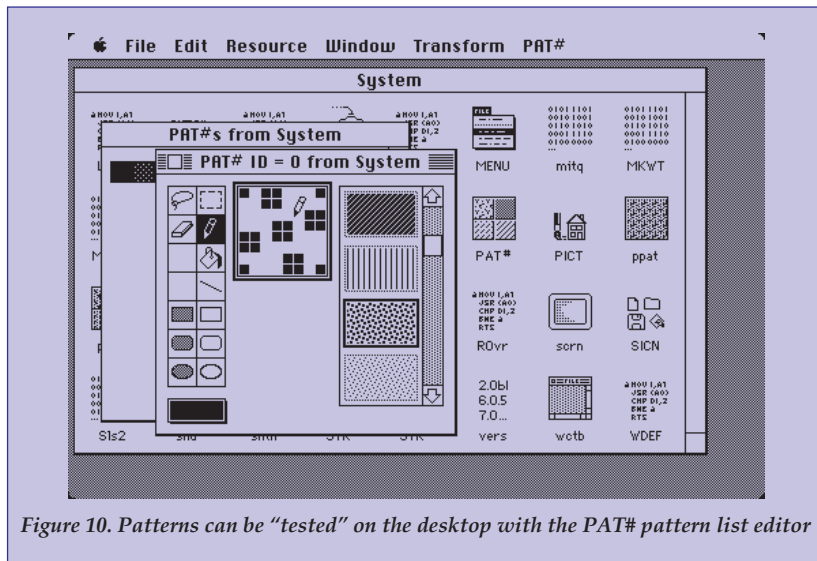 File Edit Resource Window Transform PAT#
System
PAT#s from System
PAT# ID = 0 from System
MENU mitq MKWT
PAT# PICT ppat
ROvr scrn SICN
2.0b1
6.0.5
7.0...
S1s2 snd STR STR vers wctb WDEF
Figure 10. Patterns can be “tested” on the desktop with the PAT# pattern list editor